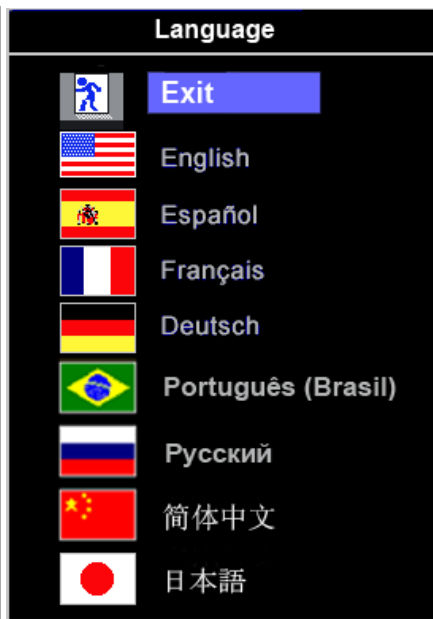 Language
Exit
English
Español
Français
Deutsch
Português (Brasil)
Русский
简体中文
日本語